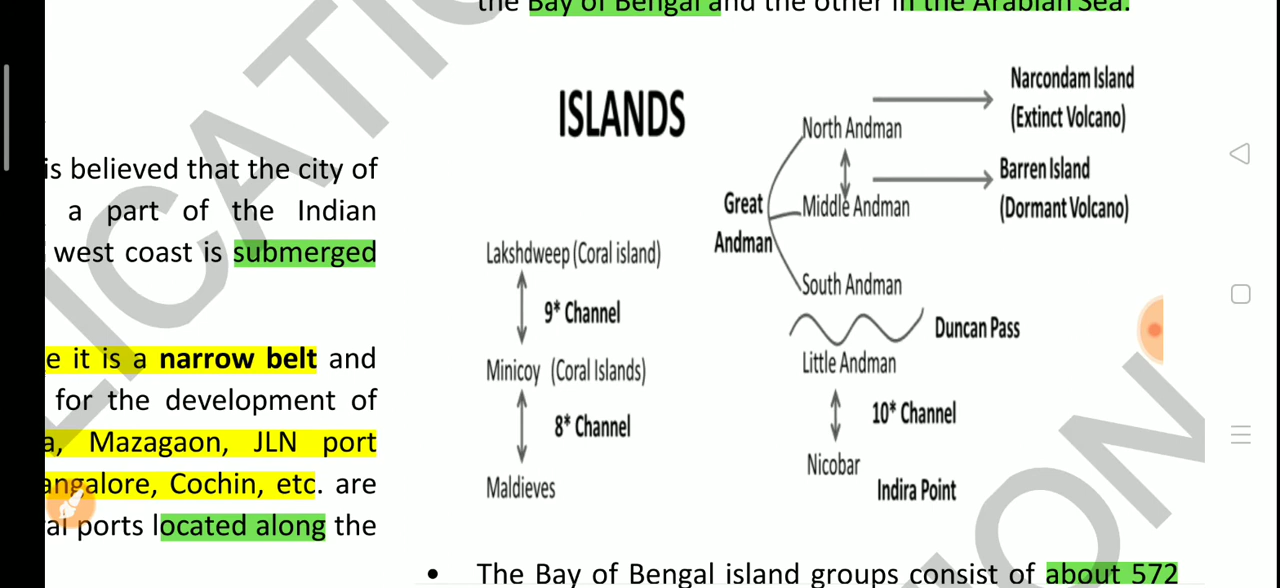 the Bay of Bengal and the other in the Arabian Sea.
is believed that the city of
a part of the Indian
west coast is submerged
e it is a narrow belt and
for the development of
a, Mazagaon, JLN port
angalore, Cochin, etc. are
al ports located along the
ISLANDS
Lakshdweep (Coral island)
9* Channel
Minicoy (Coral Islands)
8* Channel
Maldieves
Great
Andman
North Andman
Middle Andman
South Andman
Duncan Pass
Little Andman
10* Channel
Nicobar
Indira Point
Narcondam Island
(Extinct Volcano)
Barren Island
(Dormant Volcano)
• The Bay of Bengal island groups consist of about 572
LICATION